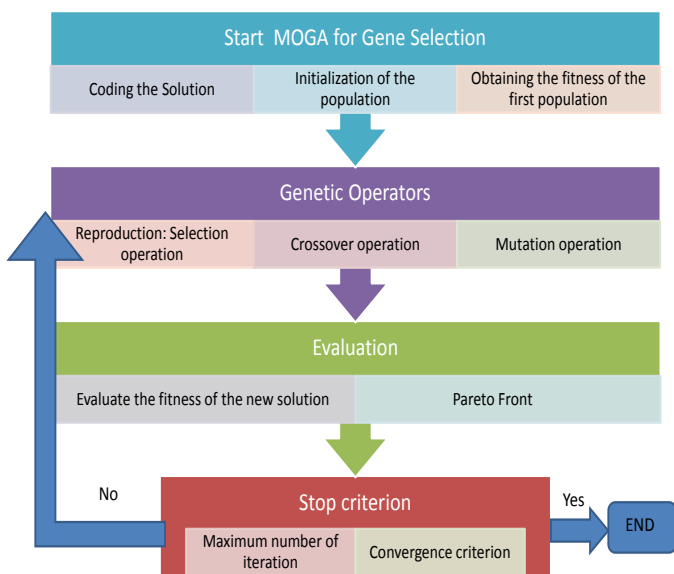 Start MOGA for Gene Selection
Coding the Solution
Initialization of the
population
Obtaining the fitness of the
first population
Genetic Operators
Reproduction: Selection
operation
Crossover operation
Mutation operation
Evaluation
Evaluate the fitness of the new solution
Pareto Front
No
Stop criterion
Yes
END
Maximum number of
iteration
Convergence criterion